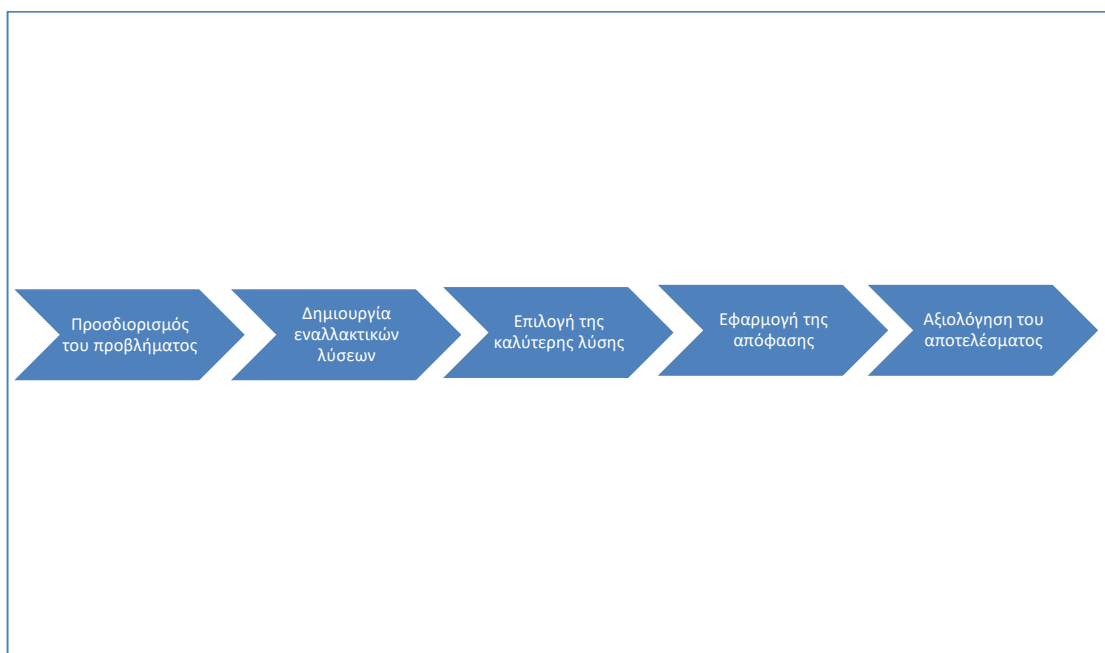 Προσδιορισμός
του προβλήματος
Δημιουργία
εναλλακτικών
λύσεων
Επιλογή της
καλύτερης λύσης
Εφαρμογή της
απόφασης
Αξιολόγηση του
αποτελέσματος